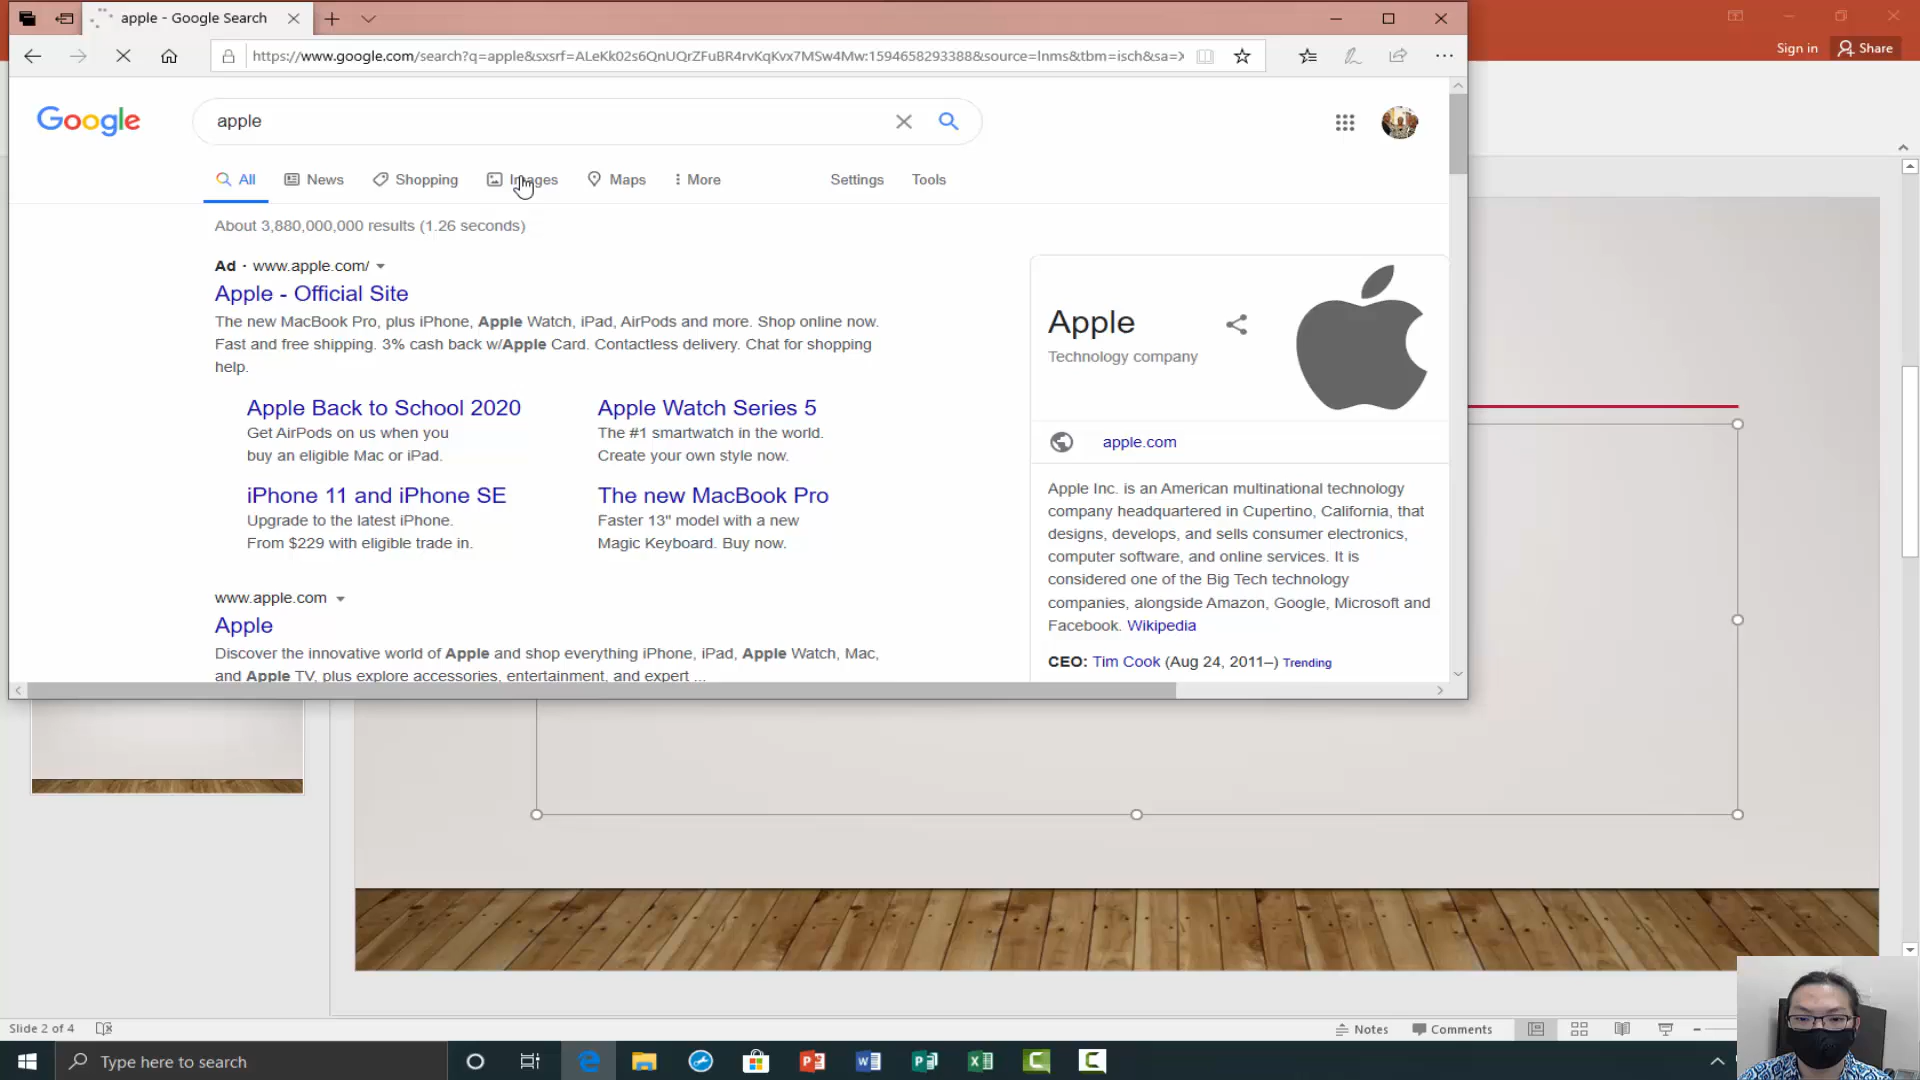 apple - Google Search
Sign in
Share
https://www.google.com/search?q=apple&sxsrf=ALeKk02s6QnUQrZFuBR4rvKqKvx7MSw4Mw:1594658293388&source=lnms&tbm=isch&sa=X
Google
apple
All
News
Shopping
Images
Maps
More
Settings
Tools
About 3,880,000,000 results (1.26 seconds)
Ad · www.apple.com/
Apple - Official Site
The new MacBook Pro, plus iPhone, Apple Watch, iPad, AirPods and more. Shop online now.
Fast and free shipping. 3% cash back w/Apple Card. Contactless delivery. Chat for shopping
help.
Apple Back to School 2020
Get AirPods on us when you
buy an eligible Mac or iPad.
Apple Watch Series 5
The #1 smartwatch in the world.
Create your own style now.
iPhone 11 and iPhone SE
Upgrade to the latest iPhone.
From $229 with eligible trade in.
The new MacBook Pro
Faster 13" model with a new
Magic Keyboard. Buy now.
www.apple.com
Apple
Discover the innovative world of Apple and shop everything iPhone, iPad, Apple Watch, Mac,
and Apple TV, plus explore accessories, entertainment, and expert ...
Apple
Technology company
apple.com
Apple Inc. is an American multinational technology
company headquartered in Cupertino, California, that
designs, develops, and sells consumer electronics,
computer software, and online services. It is
considered one of the Big Tech technology
companies, alongside Amazon, Google, Microsoft and
Facebook. Wikipedia
CEO: Tim Cook (Aug 24, 2011–) Trending
Slide 2 of 4
Notes
Comments
Type here to search